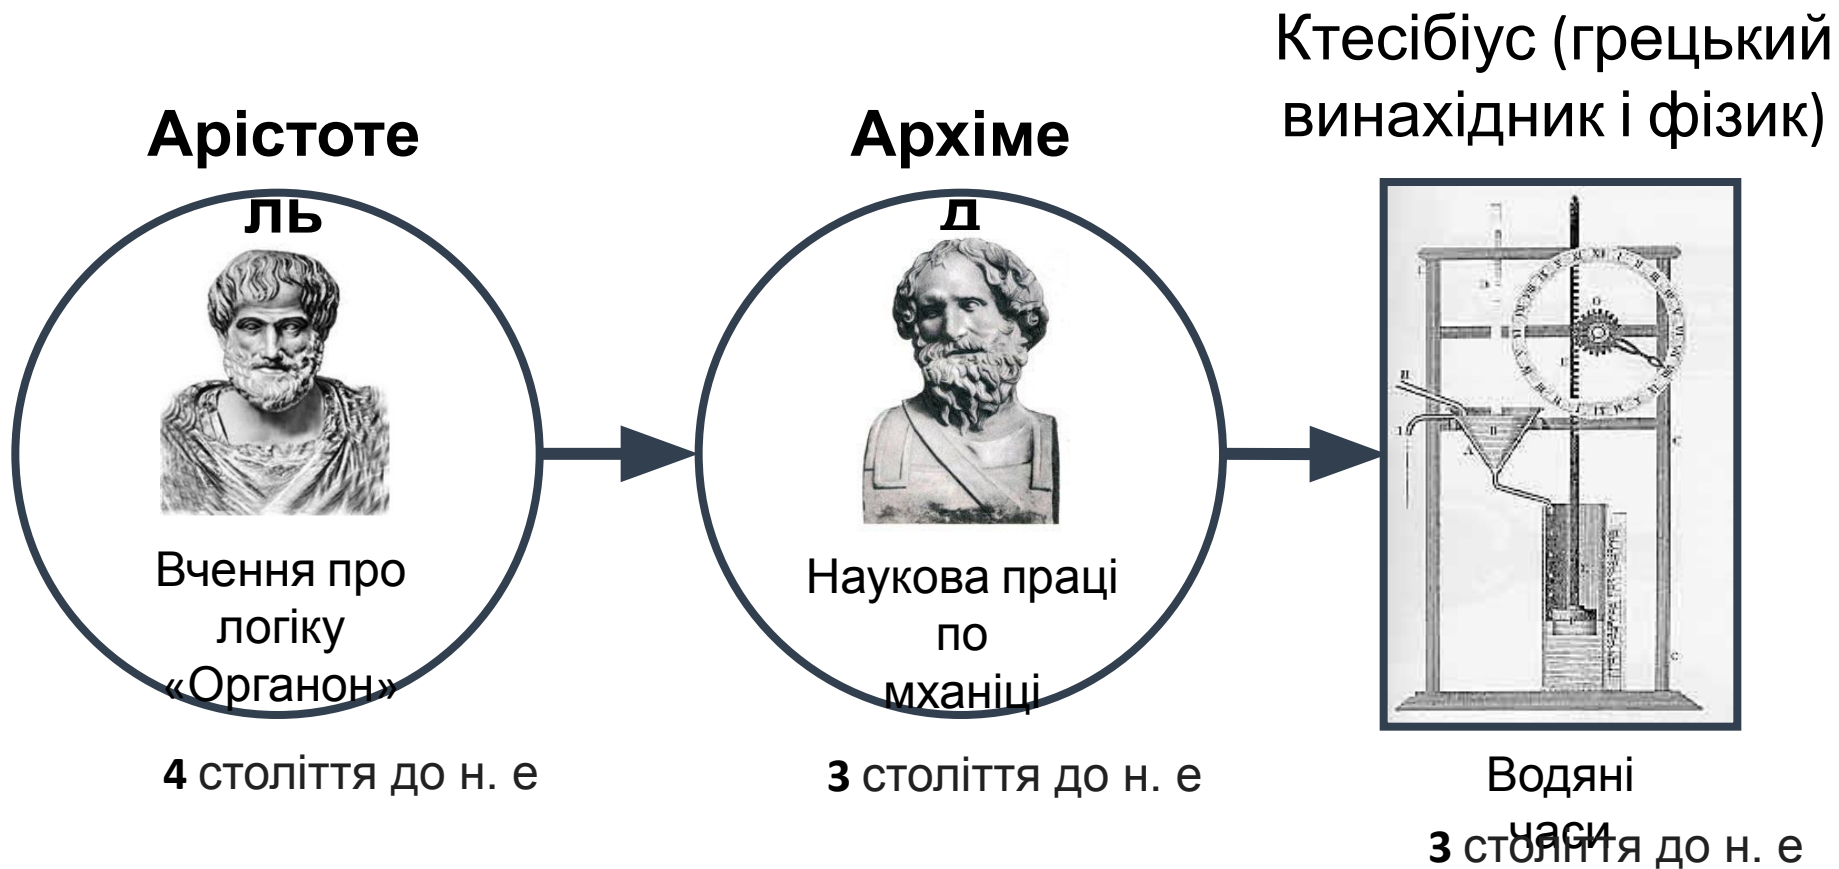 Арістоте
ль
Вчення про
логіку
«Органон»
4 століття до н. е
Архіме
д
Наукова праці
по
мханіці
3 століття до н. е
Ктесібіус (грецький
винахідник і фізик)
Водяні
часи
3 століття до н. е